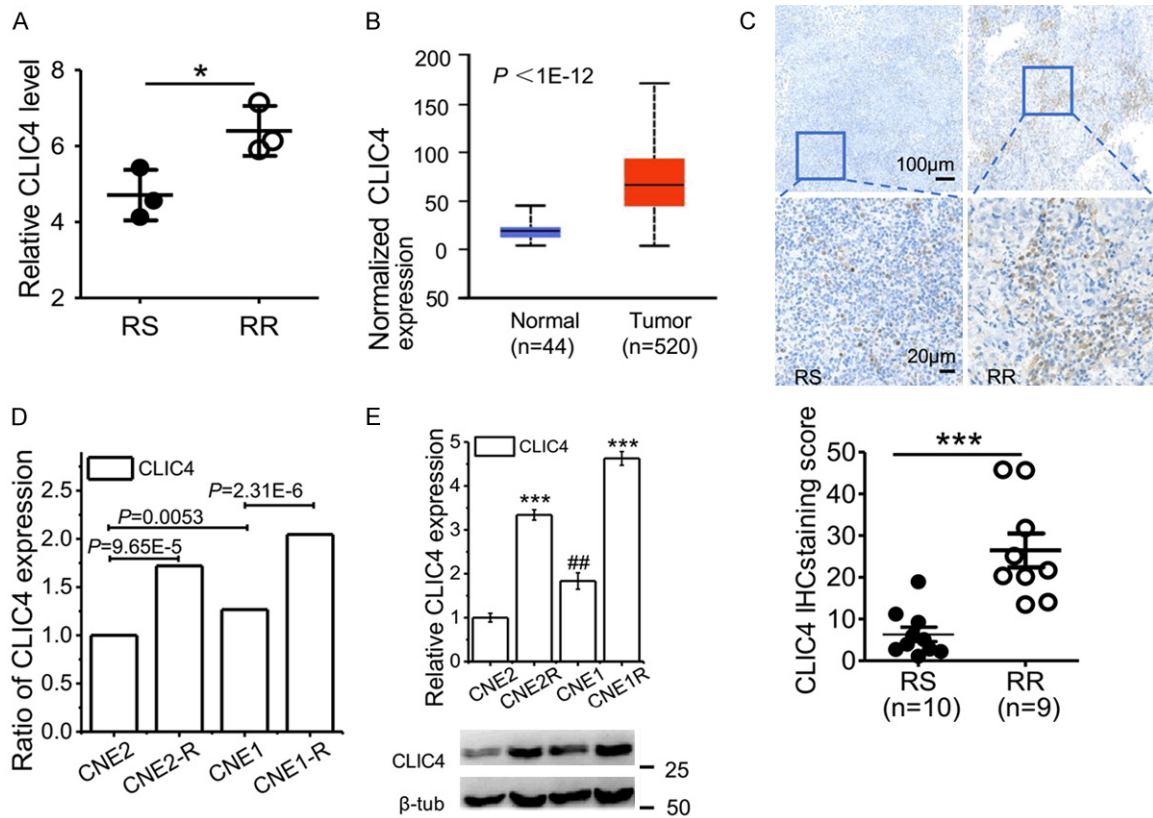 A
Relative CLIC4 level
8
6
4
2
*
RS
RR
B
Normalized CLIC4
expression
200
150
100
50
0
50
P <1E-12
Normal
(n=44)
Tumor
(n=520)
C
100μm
20μm
RS
RR
CLIC4 IHCstaining score
50
40
30
20
10
0
***
RS
(n=10)
RR
(n=9)
D
Ratio of CLIC4 expression
2.5
2.0
1.5
1.0
0.5
0.0
CLIC4
P=2.31E-6
P=0.0053
P=9.65E-5
CNE2
CNE2-R
CNE1
CNE1-R
E
Relative CLIC4 expression
5
4
3
2
1
0
CLIC4
***
##
***
CNE2
CNE2R
CNE1
CNE1R
CLIC4
25
β-tub
50